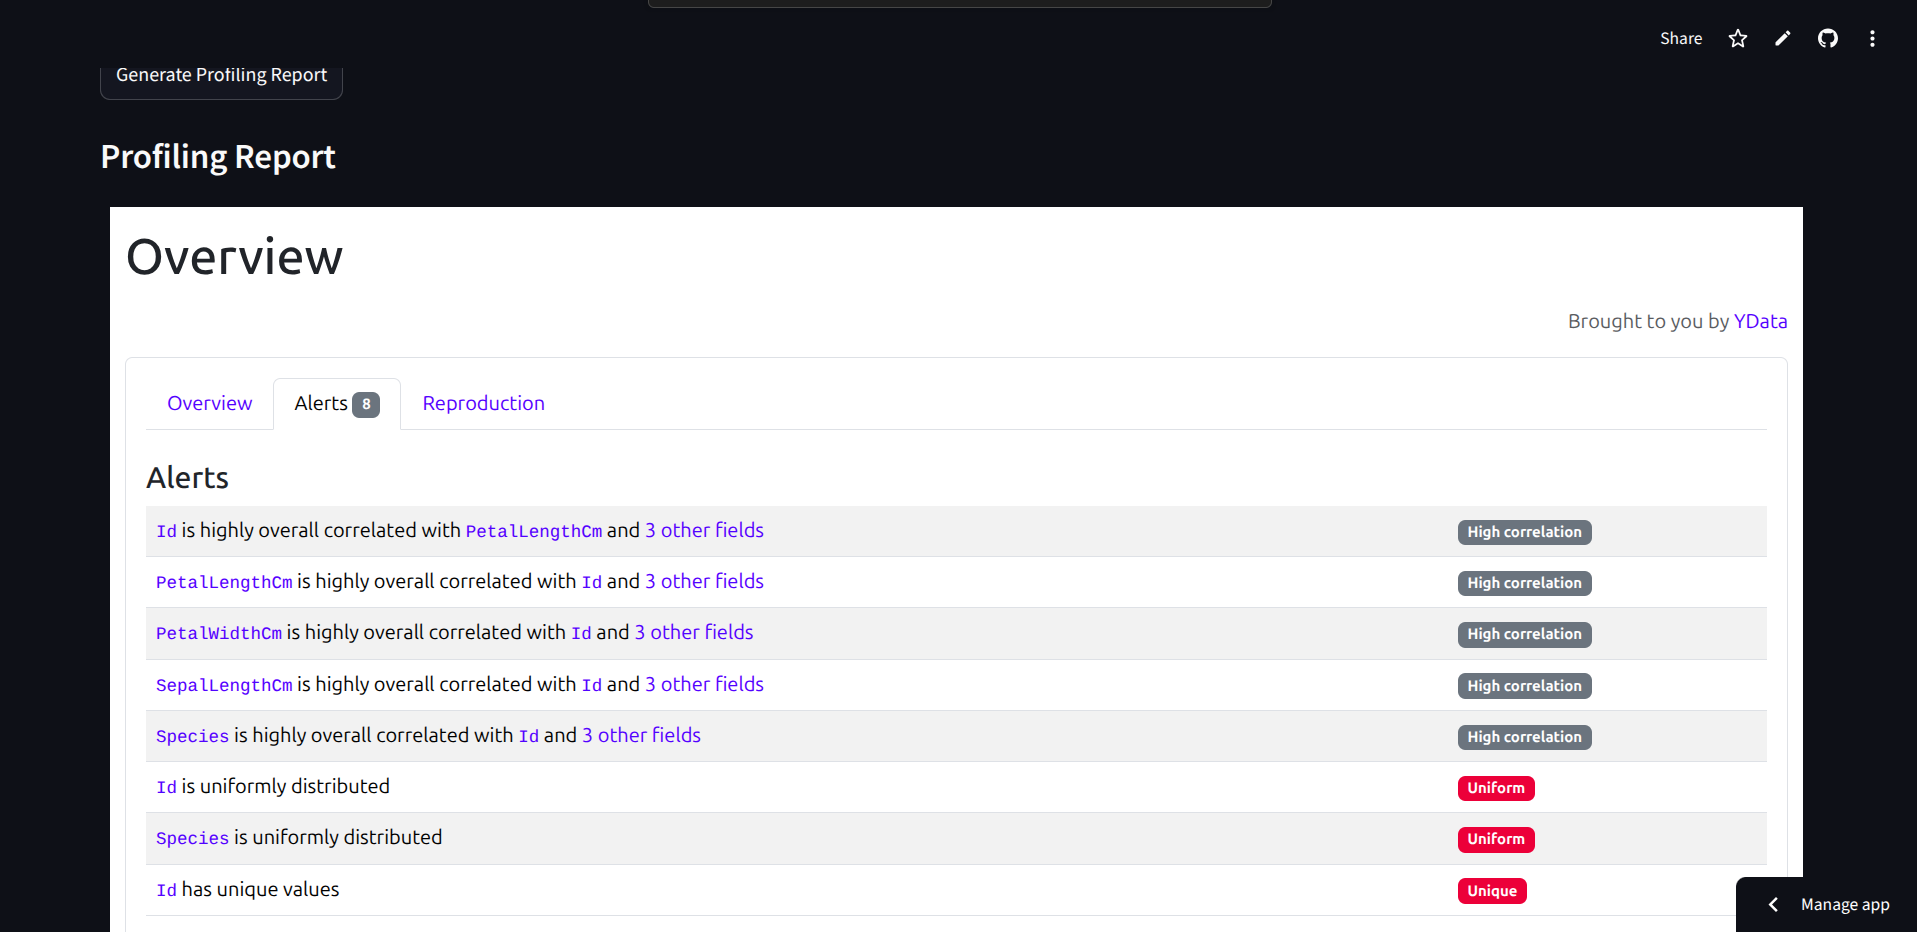 Share
Generate Profiling Report
Profiling Report
Overview
Brought to you by YData
Overview Alerts 8 Reproduction
Alerts
Id is highly overall correlated with PetalLengthCm and 3 other fields High correlation
PetalLengthCm is highly overall correlated with Id and 3 other fields High correlation
PetalWidthCm is highly overall correlated with Id and 3 other fields High correlation
SepalLengthCm is highly overall correlated with Id and 3 other fields High correlation
Species is highly overall correlated with Id and 3 other fields High correlation
Id is uniformly distributed Uniform
Species is uniformly distributed Uniform
Id has unique values Unique
Manage app